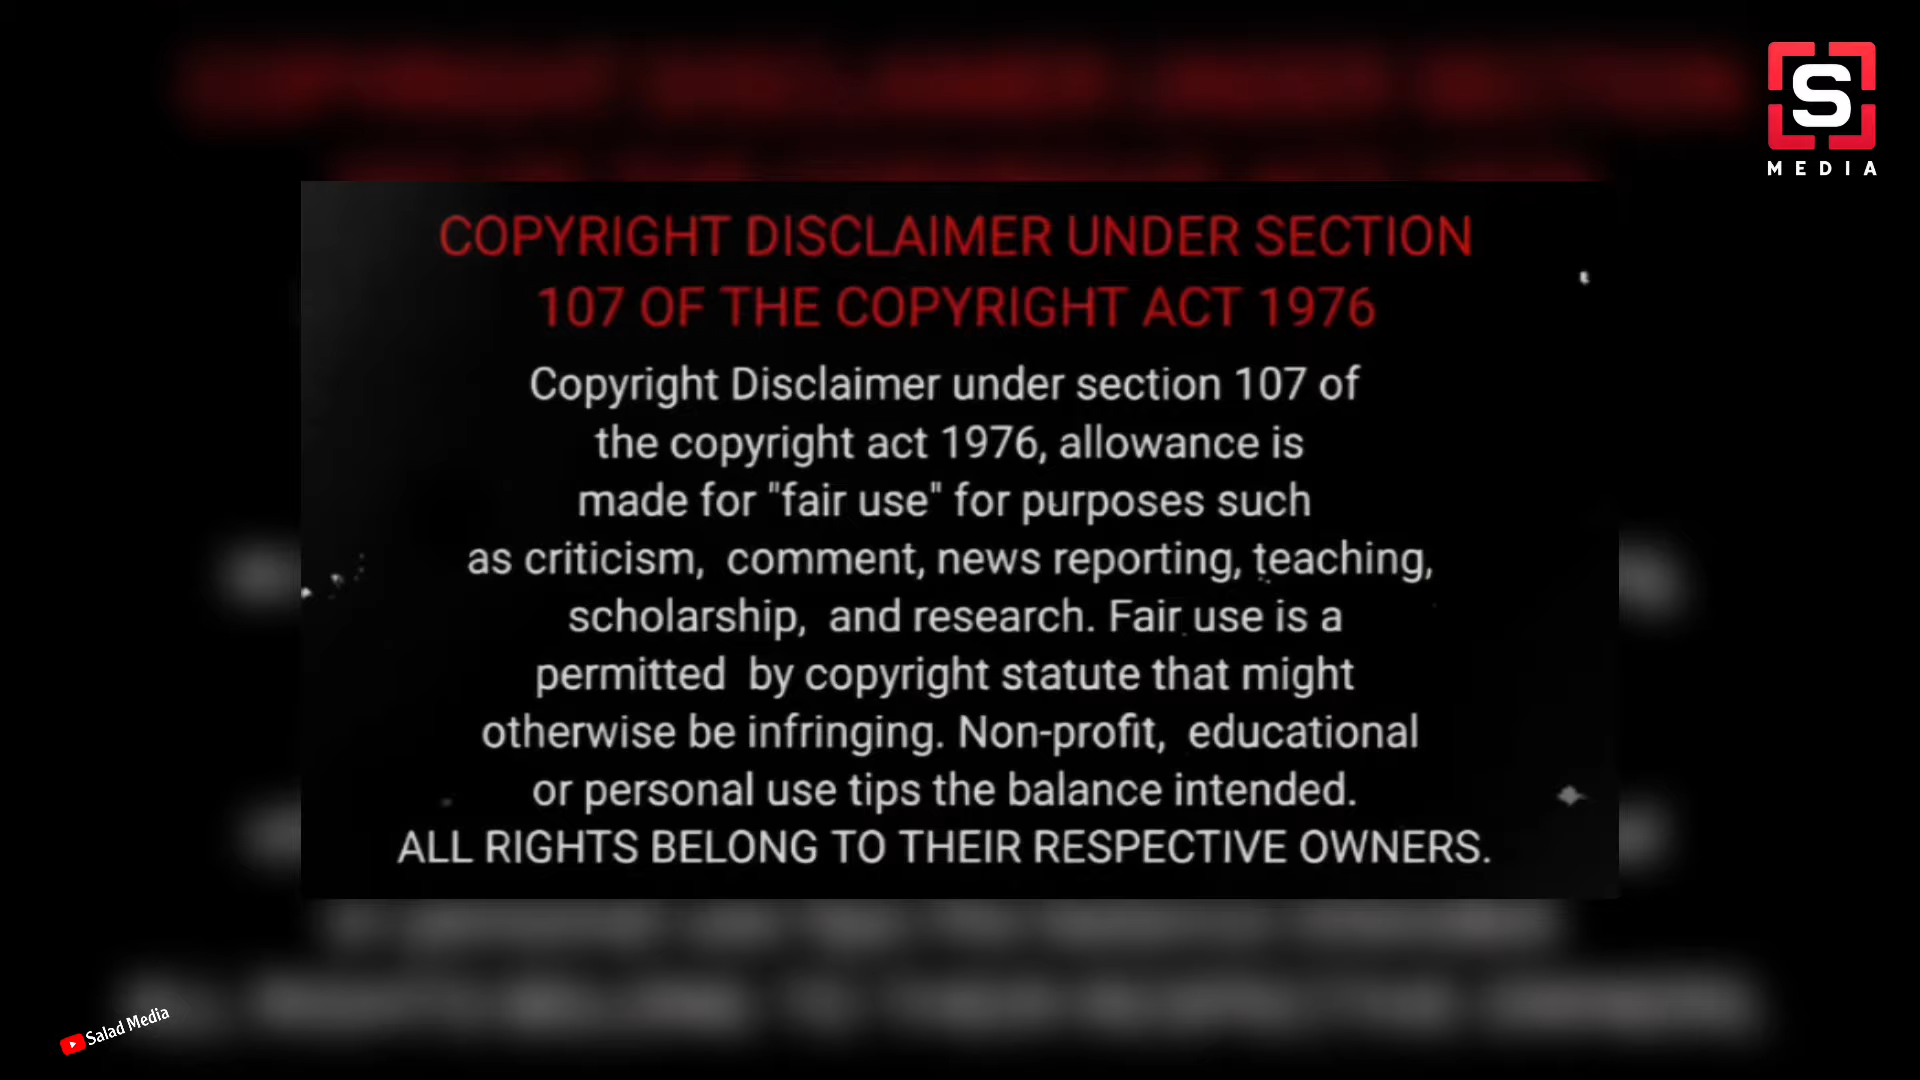 S
MEDIA
COPYRIGHT DISCLAIMER UNDER SECTION
107 OF THE COPYRIGHT ACT 1976
Copyright Disclaimer under section 107 of
the copyright act 1976, allowance is
made for "fair use" for purposes such
as criticism,  comment, news reporting, teaching,
scholarship,  and research. Fair use is a
permitted  by copyright statute that might
otherwise be infringing. Non-profit,  educational
or personal use tips the balance intended.
ALL RIGHTS BELONG TO THEIR RESPECTIVE OWNERS.
Salad Media